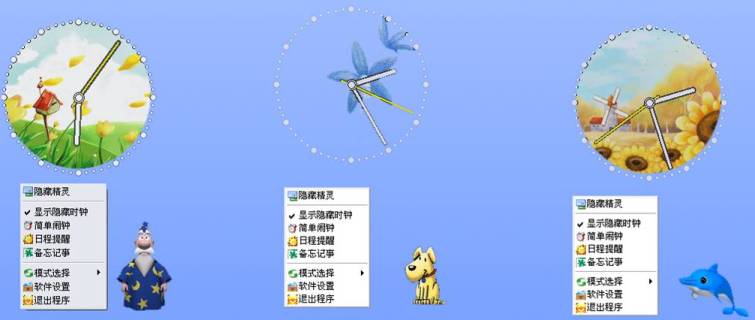 隐藏精灵
显示隐藏时钟
简单闹钟
日程提醒
备忘记事
模式选择
软件设置
退出程序
隐藏精灵
显示隐藏时钟
简单闹钟
日程提醒
备忘记事
模式选择
软件设置
退出程序
隐藏精灵
显示隐藏时钟
简单闹钟
日程提醒
备忘记事
模式选择
软件设置
退出程序